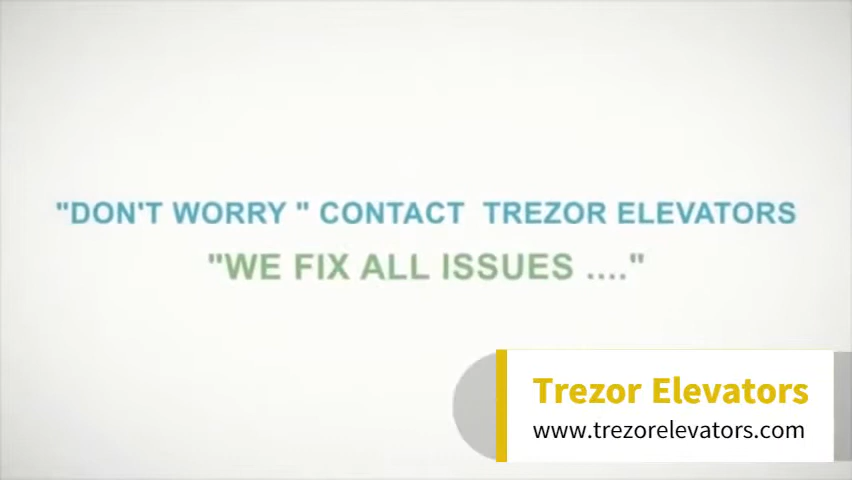 "DON'T WORRY " CONTACT  TREZOR ELEVATORS
"WE FIX ALL ISSUES ...."
Trezor Elevators
www.trezorelevators.com